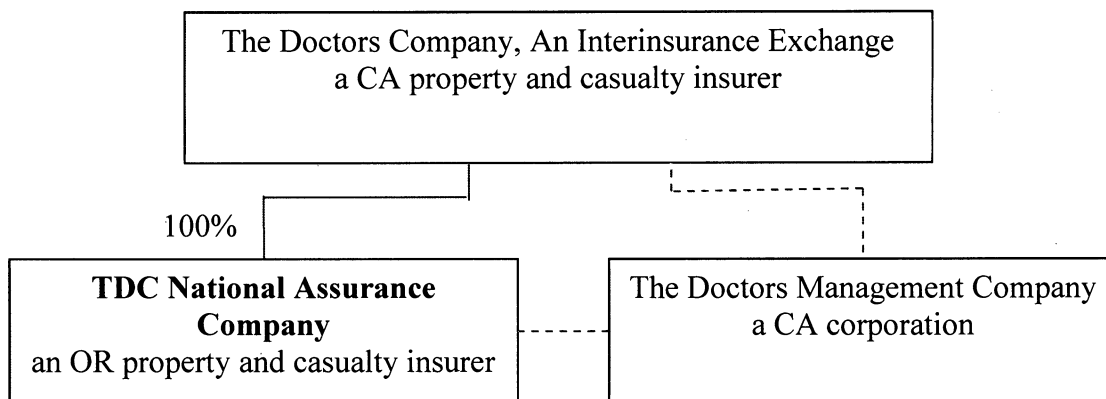 The Doctors Company, An Interinsurance Exchange
a CA property and casualty insurer
100%
TDC National Assurance
Company
an OR property and casualty insurer
The Doctors Management Company
a CA corporation